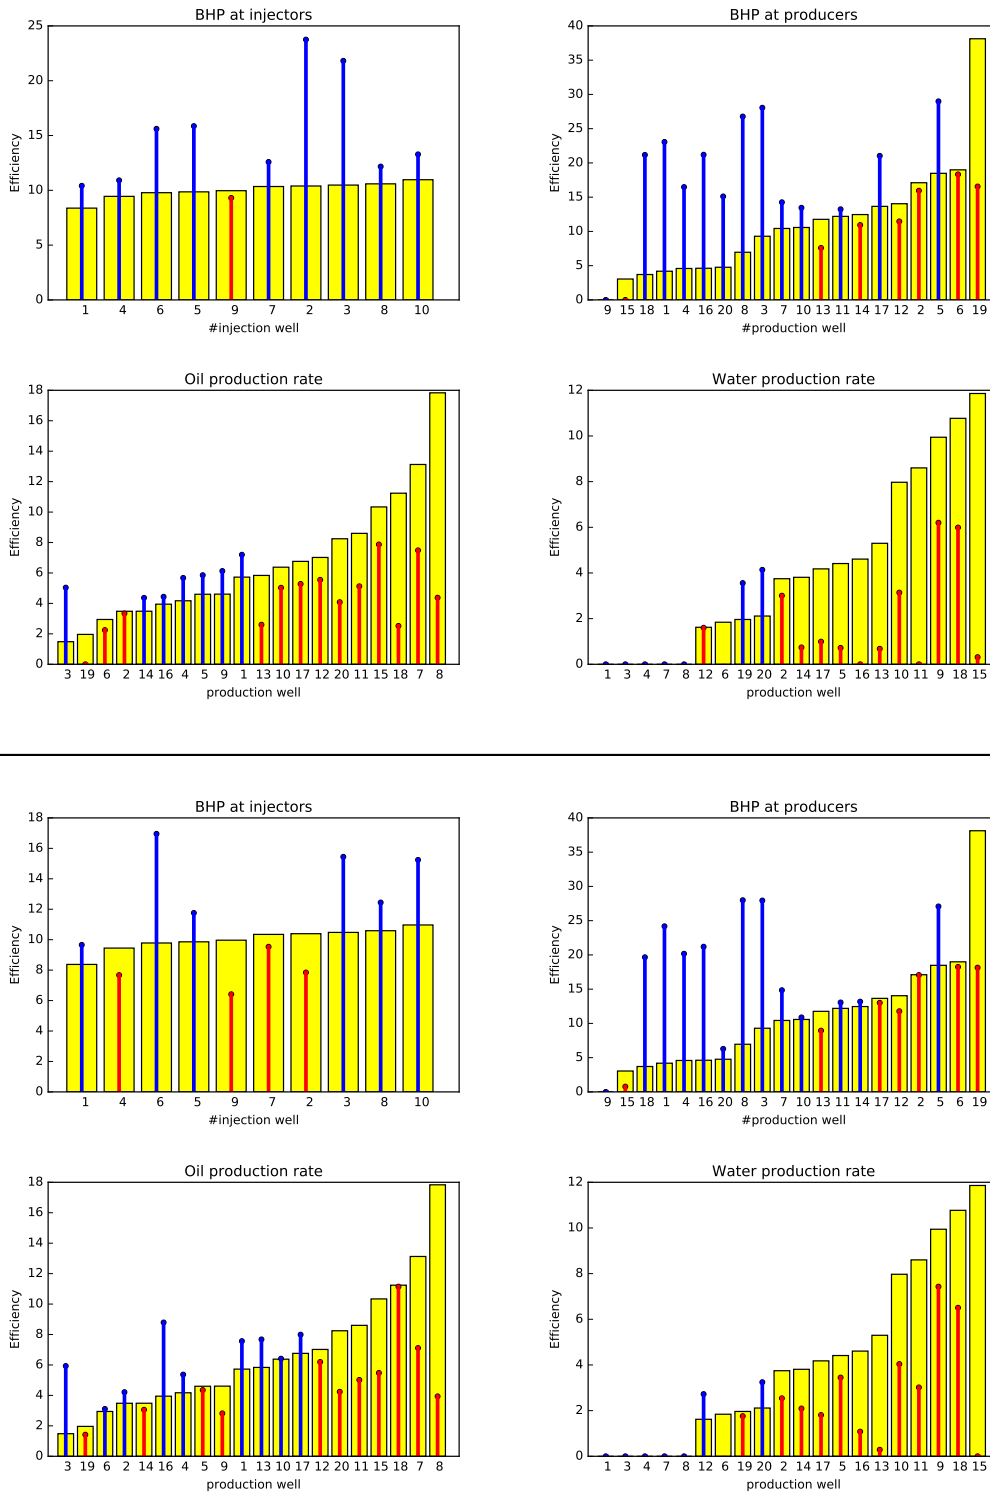 BHP at injectors
25
20
15
10
5
0
Efficiency
1 4 6 5 9 7 2 3 8 10
#injection well
BHP at producers
40
35
30
25
20
15
10
5
0
Efficiency
9 15 18 1 4 16 20 8 3 7 10 13 11 14 17 12 2 5 6 19
#production well
Oil production rate
18
16
14
12
10
8
6
4
2
0
Efficiency
3 19 6 2 14 16 4 5 9 1 13 10 17 12 20 11 15 18 7 8
production well
Water production rate
12
10
8
6
4
2
0
Efficiency
1 3 4 7 8 12 6 19 20 2 14 17 5 16 13 10 11 9 18 15
production well
BHP at injectors
18
16
14
12
10
8
6
4
2
0
Efficiency
1 4 6 5 9 7 2 3 8 10
#injection well
BHP at producers
40
35
30
25
20
15
10
5
0
Efficiency
9 15 18 1 4 16 20 8 3 7 10 13 11 14 17 12 2 5 6 19
#production well
Oil production rate
18
16
14
12
10
8
6
4
2
0
Efficiency
3 19 6 2 14 16 4 5 9 1 13 10 17 12 20 11 15 18 7 8
production well
Water production rate
12
10
8
6
4
2
0
Efficiency
1 3 4 7 8 12 6 19 20 2 14 17 5 16 13 10 11 9 18 15
production well